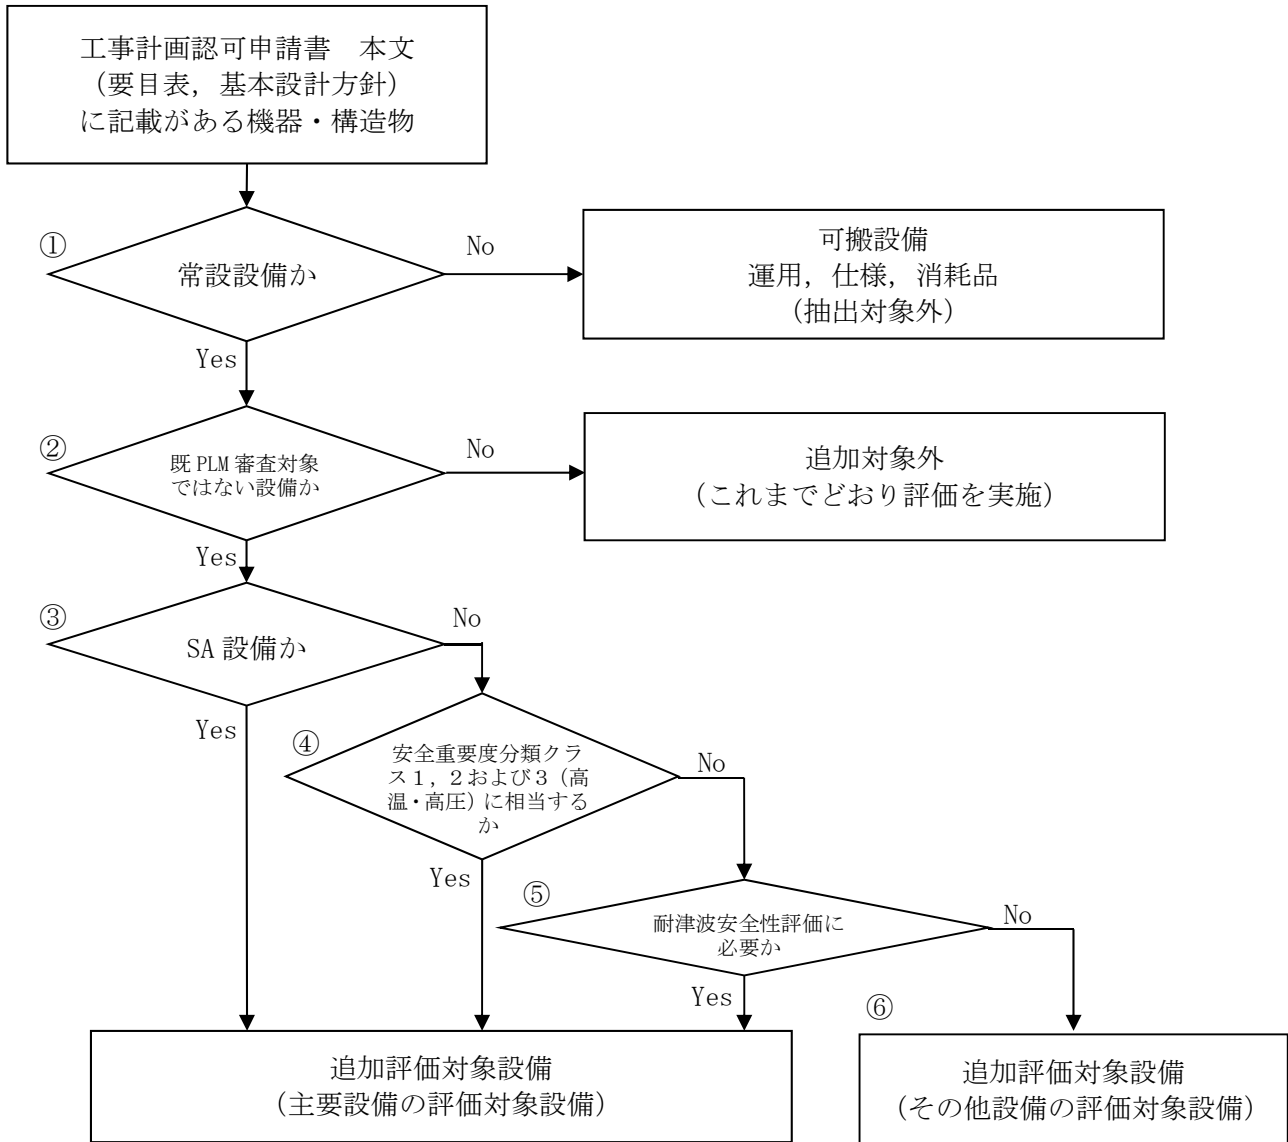 工事計画認可申請書　本文
（要目表，基本設計方針）
に記載がある機器・構造物
①
常設設備か
No
可搬設備
運用，仕様，消耗品
（抽出対象外）
Yes
②
既 PLM 審査対象
ではない設備か
No
追加対象外
（これまでどおり評価を実施）
Yes
③
SA 設備か
No
Yes
④
安全重要度分類クラ
ス１，２および３（高
温・高圧）に相当する
か
No
Yes
⑤
耐津波安全性評価に
必要か
No
Yes
⑥
追加評価対象設備
（主要設備の評価対象設備）
追加評価対象設備
（その他設備の評価対象設備）